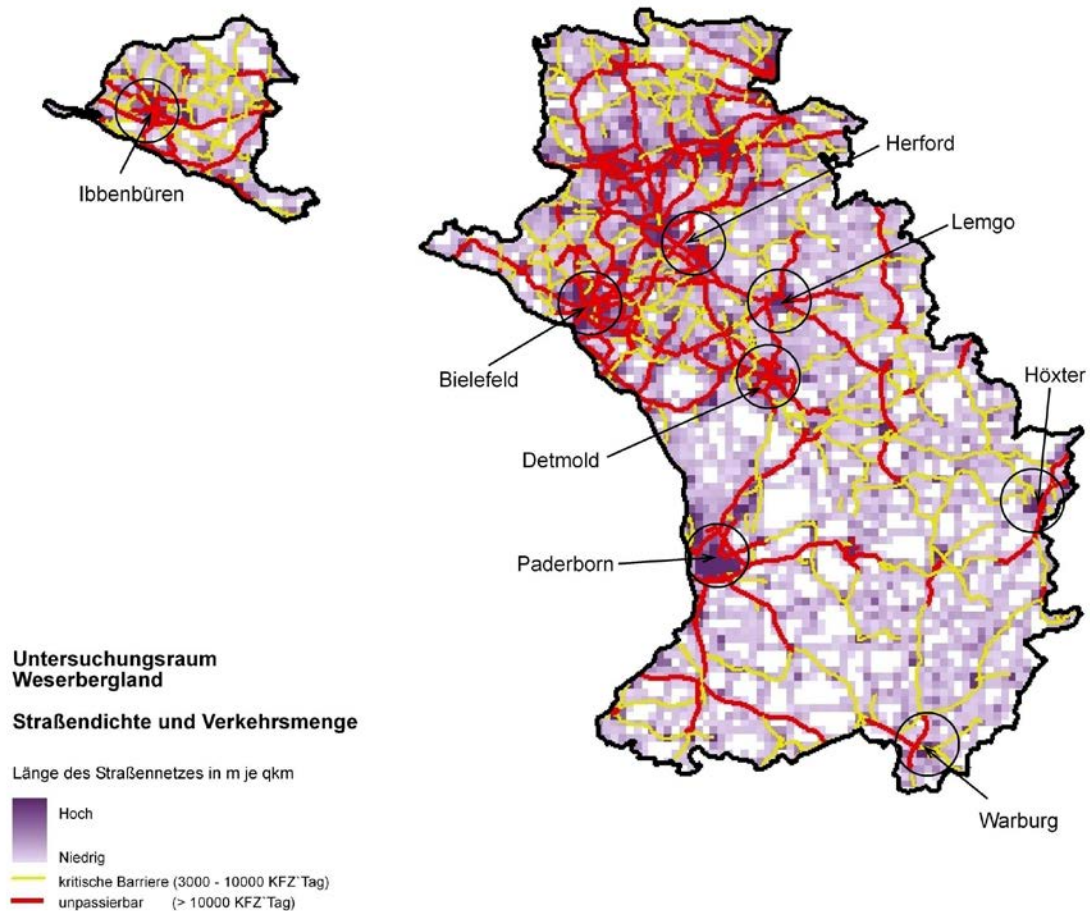 Ibbenbüren
Herford
Lemgo
Bielefeld
Höxter
Detmold
Paderborn
Warburg
Untersuchungsraum
Weserbergland
Straßendichte und Verkehrsmenge
Länge des Straßennetzes in m je qkm
Hoch
Niedrig
kritische Barriere (3000 - 10000 KFZ`Tag)
unpassierbar (> 10000 KFZ`Tag)